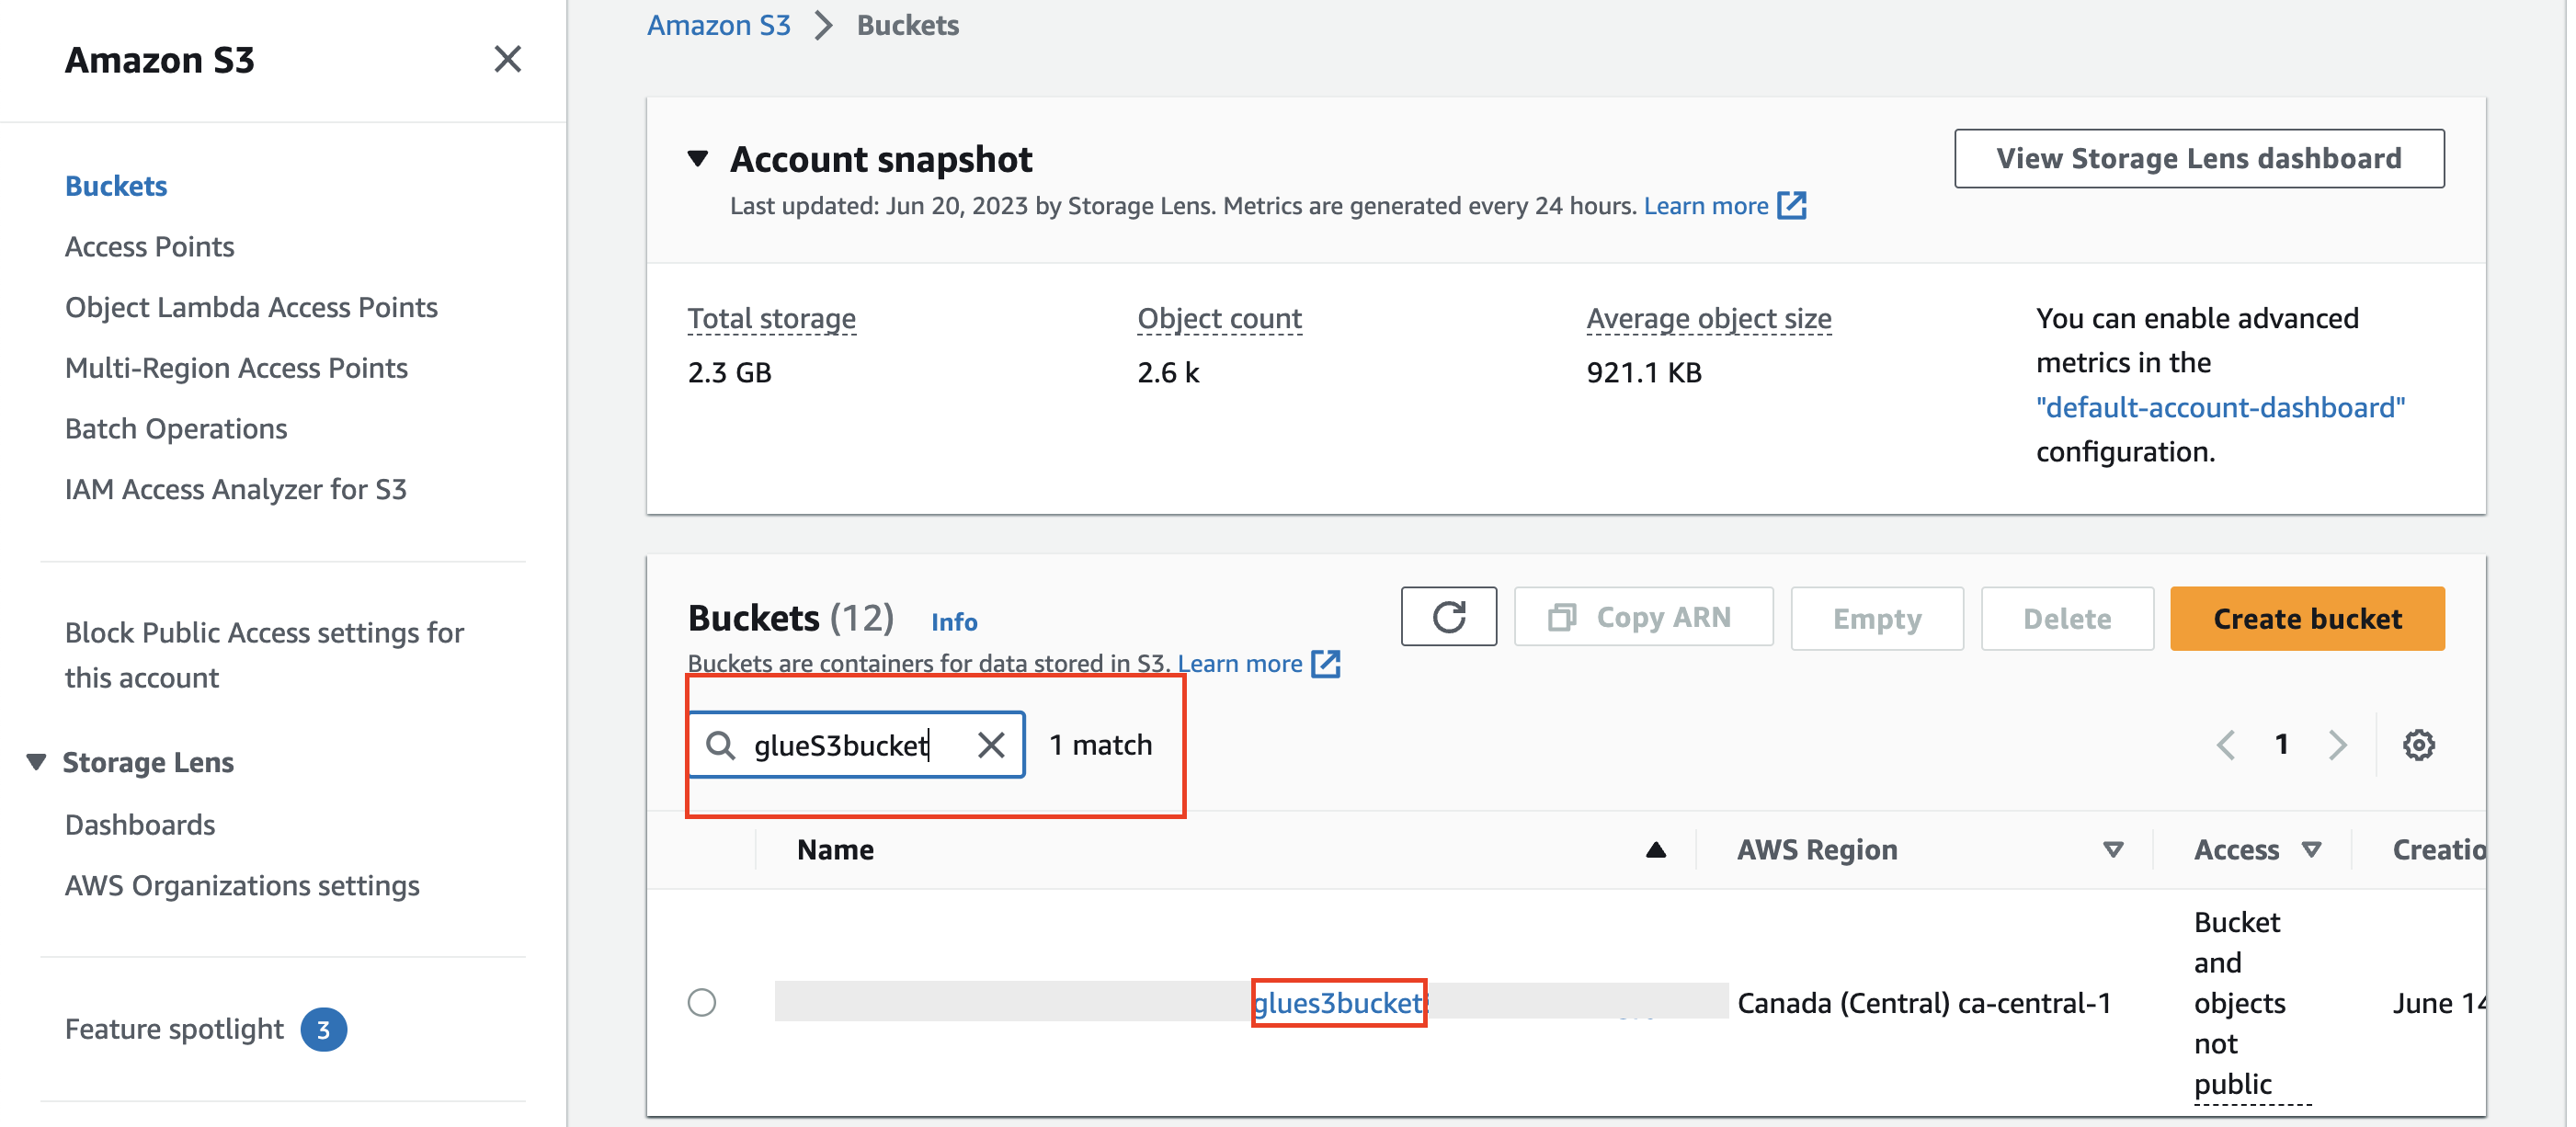 Amazon S3
Buckets
Access Points
Object Lambda Access Points
Multi-Region Access Points
Batch Operations
IAM Access Analyzer for S3
Block Public Access settings for
this account
Storage Lens
Dashboards
AWS Organizations settings
Feature spotlight 3
Amazon S3 Buckets
Account snapshot
View Storage Lens dashboard
Last updated: Jun 20, 2023 by Storage Lens. Metrics are generated every 24 hours. Learn more
Total storage
2.3 GB
Object count
2.6 k
Average object size
921.1 KB
You can enable advanced
metrics in the
"default-account-dashboard"
configuration.
Buckets (12) Info
Copy ARN Empty Delete Create bucket
Buckets are containers for data stored in S3. Learn more
glueS3bucket 1 match
1
Name AWS Region Access Creatio
glues3bucket Canada (Central) ca-central-1
Bucket
and
objects
not
public
June 14